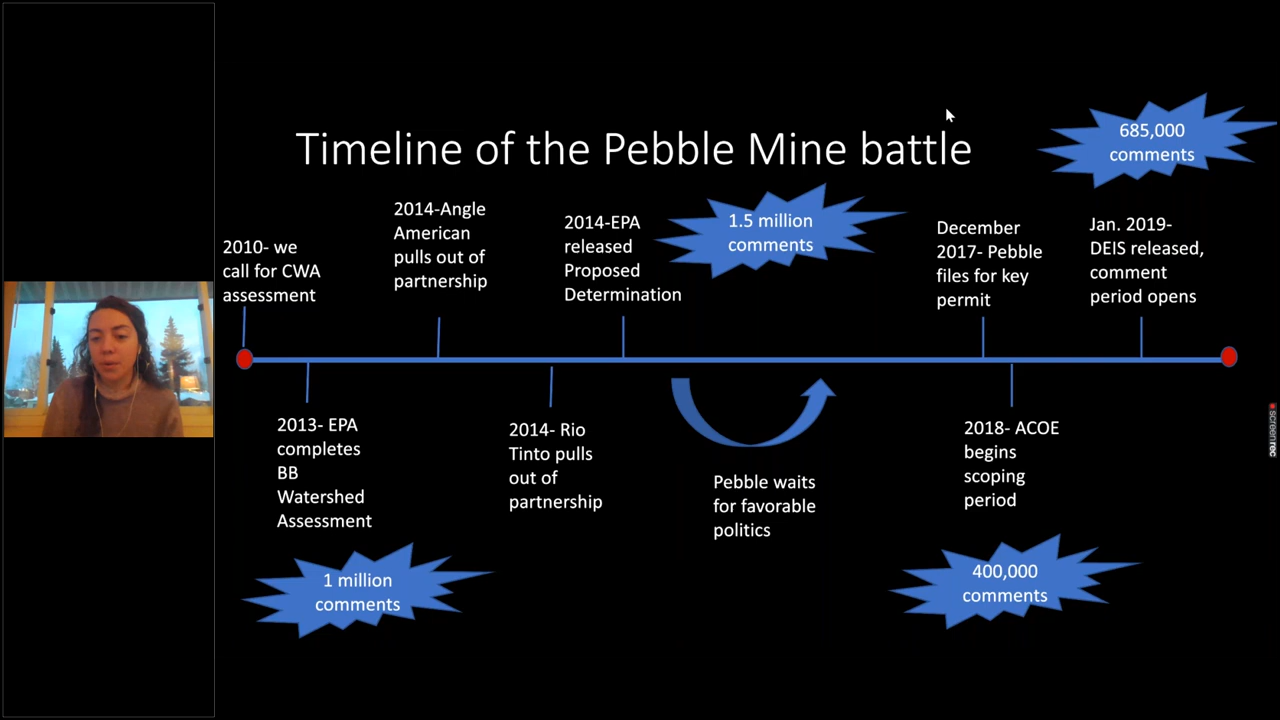 Timeline of the Pebble Mine battle
685,000
comments
2010- we
call for CWA
assessment
2014-Angle
American
pulls out of
partnership
2014-EPA
released
Proposed
Determination
1.5 million
comments
December
2017- Pebble
files for key
permit
Jan. 2019-
DEIS released,
comment
period opens
2013- EPA
completes
BB
Watershed
Assessment
2014- Rio
Tinto pulls
out of
partnership
Pebble waits
for favorable
politics
2018- ACOE
begins
scoping
period
1 million
comments
400,000
comments
screenrec